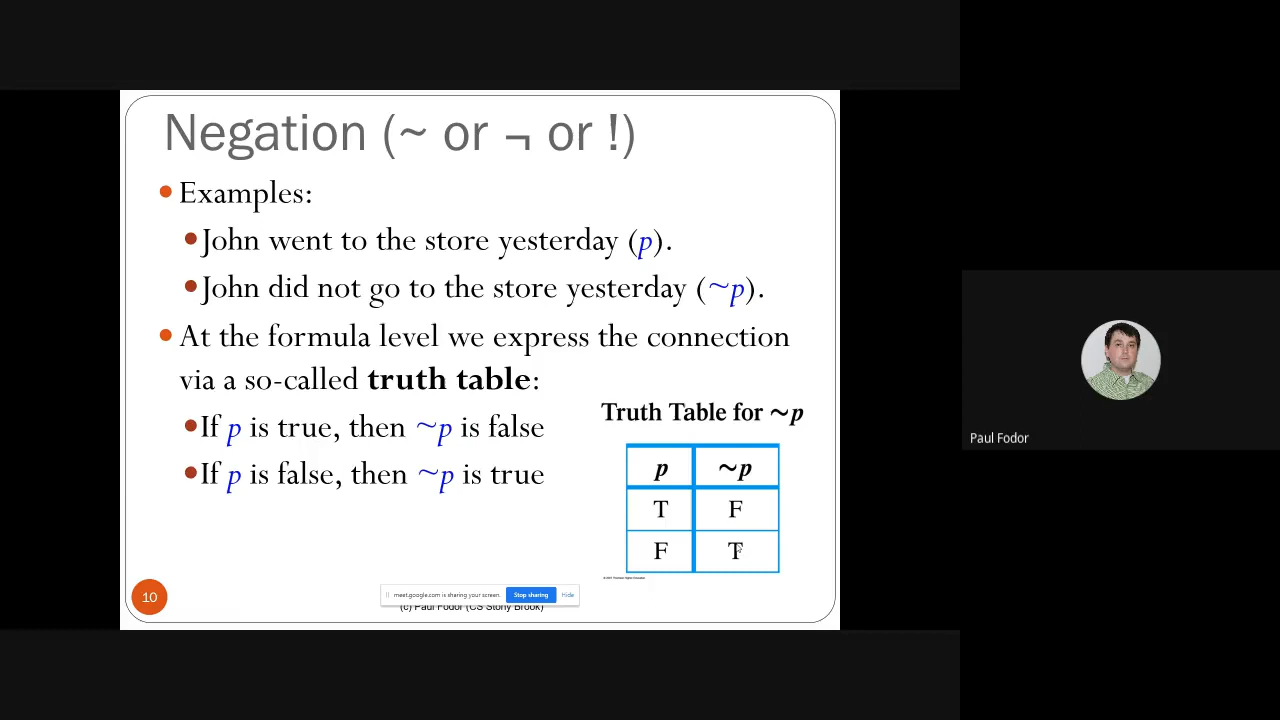 Negation (~ or ¬ or !)
• Examples:
• John went to the store yesterday (p).
• John did not go to the store yesterday (~p).
• At the formula level we express the connection
via a so-called truth table:
• If p is true, then ~p is false
• If p is false, then ~p is true
Truth Table for ~p
p ~p
T F
F T
10
meet.google.com is sharing your screen. Stop sharing Hide
(c) Paul Fodor (CS Stony Brook)
Paul Fodor